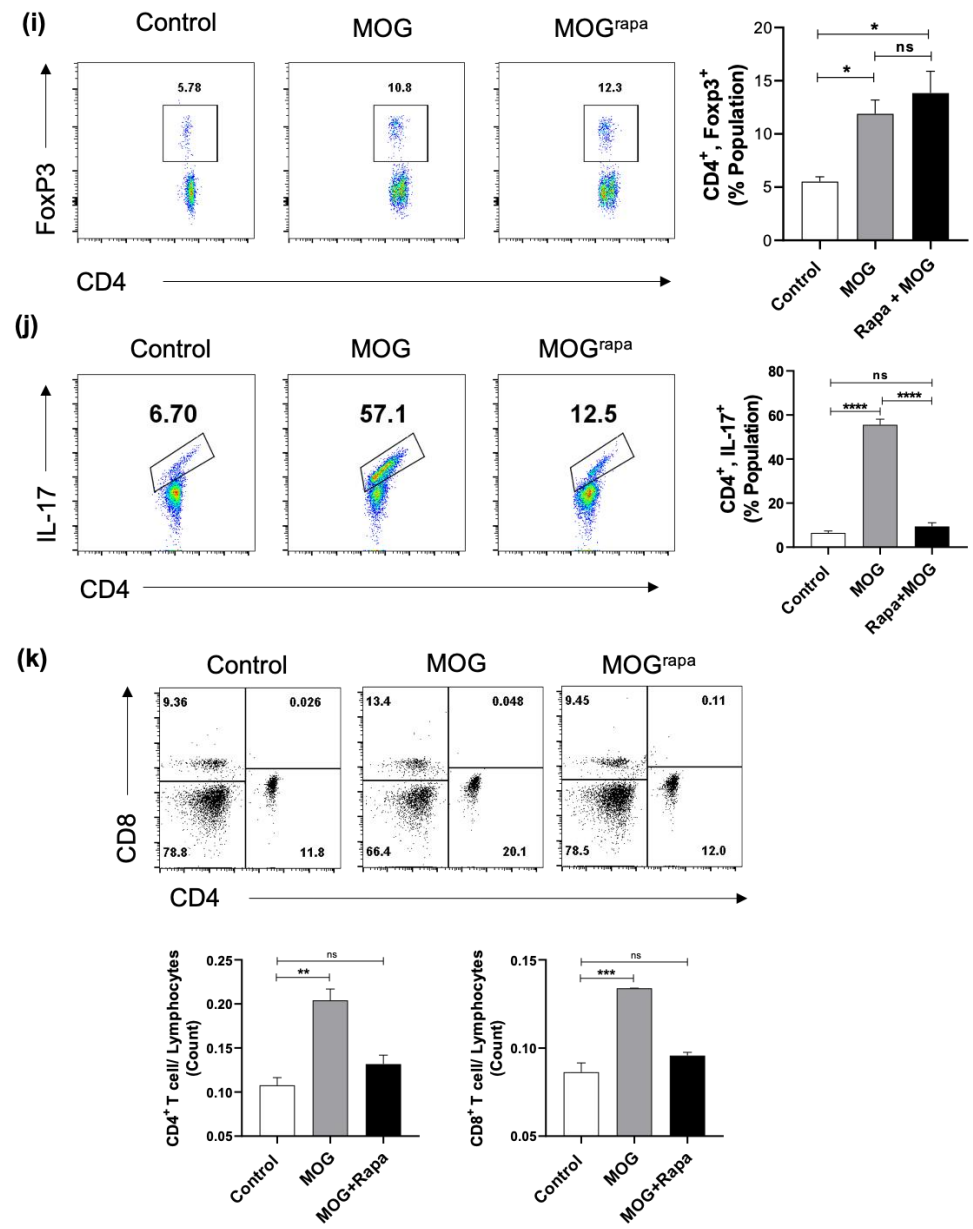 (i)
Control
MOG
MOGrapa
5.78
10.8
12.3
FoxP3
CD4
CD4+, Foxp3+
(% Population)
20
15
10
5
0
*
ns
*
Control
MOG
Rapa + MOG
(j)
Control
MOG
MOGrapa
6.70
57.1
12.5
IL-17
CD4
CD4+, IL-17+
(% Population)
80
60
40
20
0
ns
****
****
Control
MOG
Rapa+MOG
(k)
Control
MOG
MOGrapa
9.36
0.026
78.8
11.8
13.4
0.048
66.4
20.1
9.45
0.11
78.5
12.0
CD8
CD4
CD4+ T cell/ Lymphocytes
(Count)
0.25
0.20
0.15
0.10
0.05
ns
**
Control
MOG
MOG+Rapa
CD8+ T cell/ Lymphocytes
(Count)
0.15
0.10
0.05
ns
***
Control
MOG
MOG+Rapa